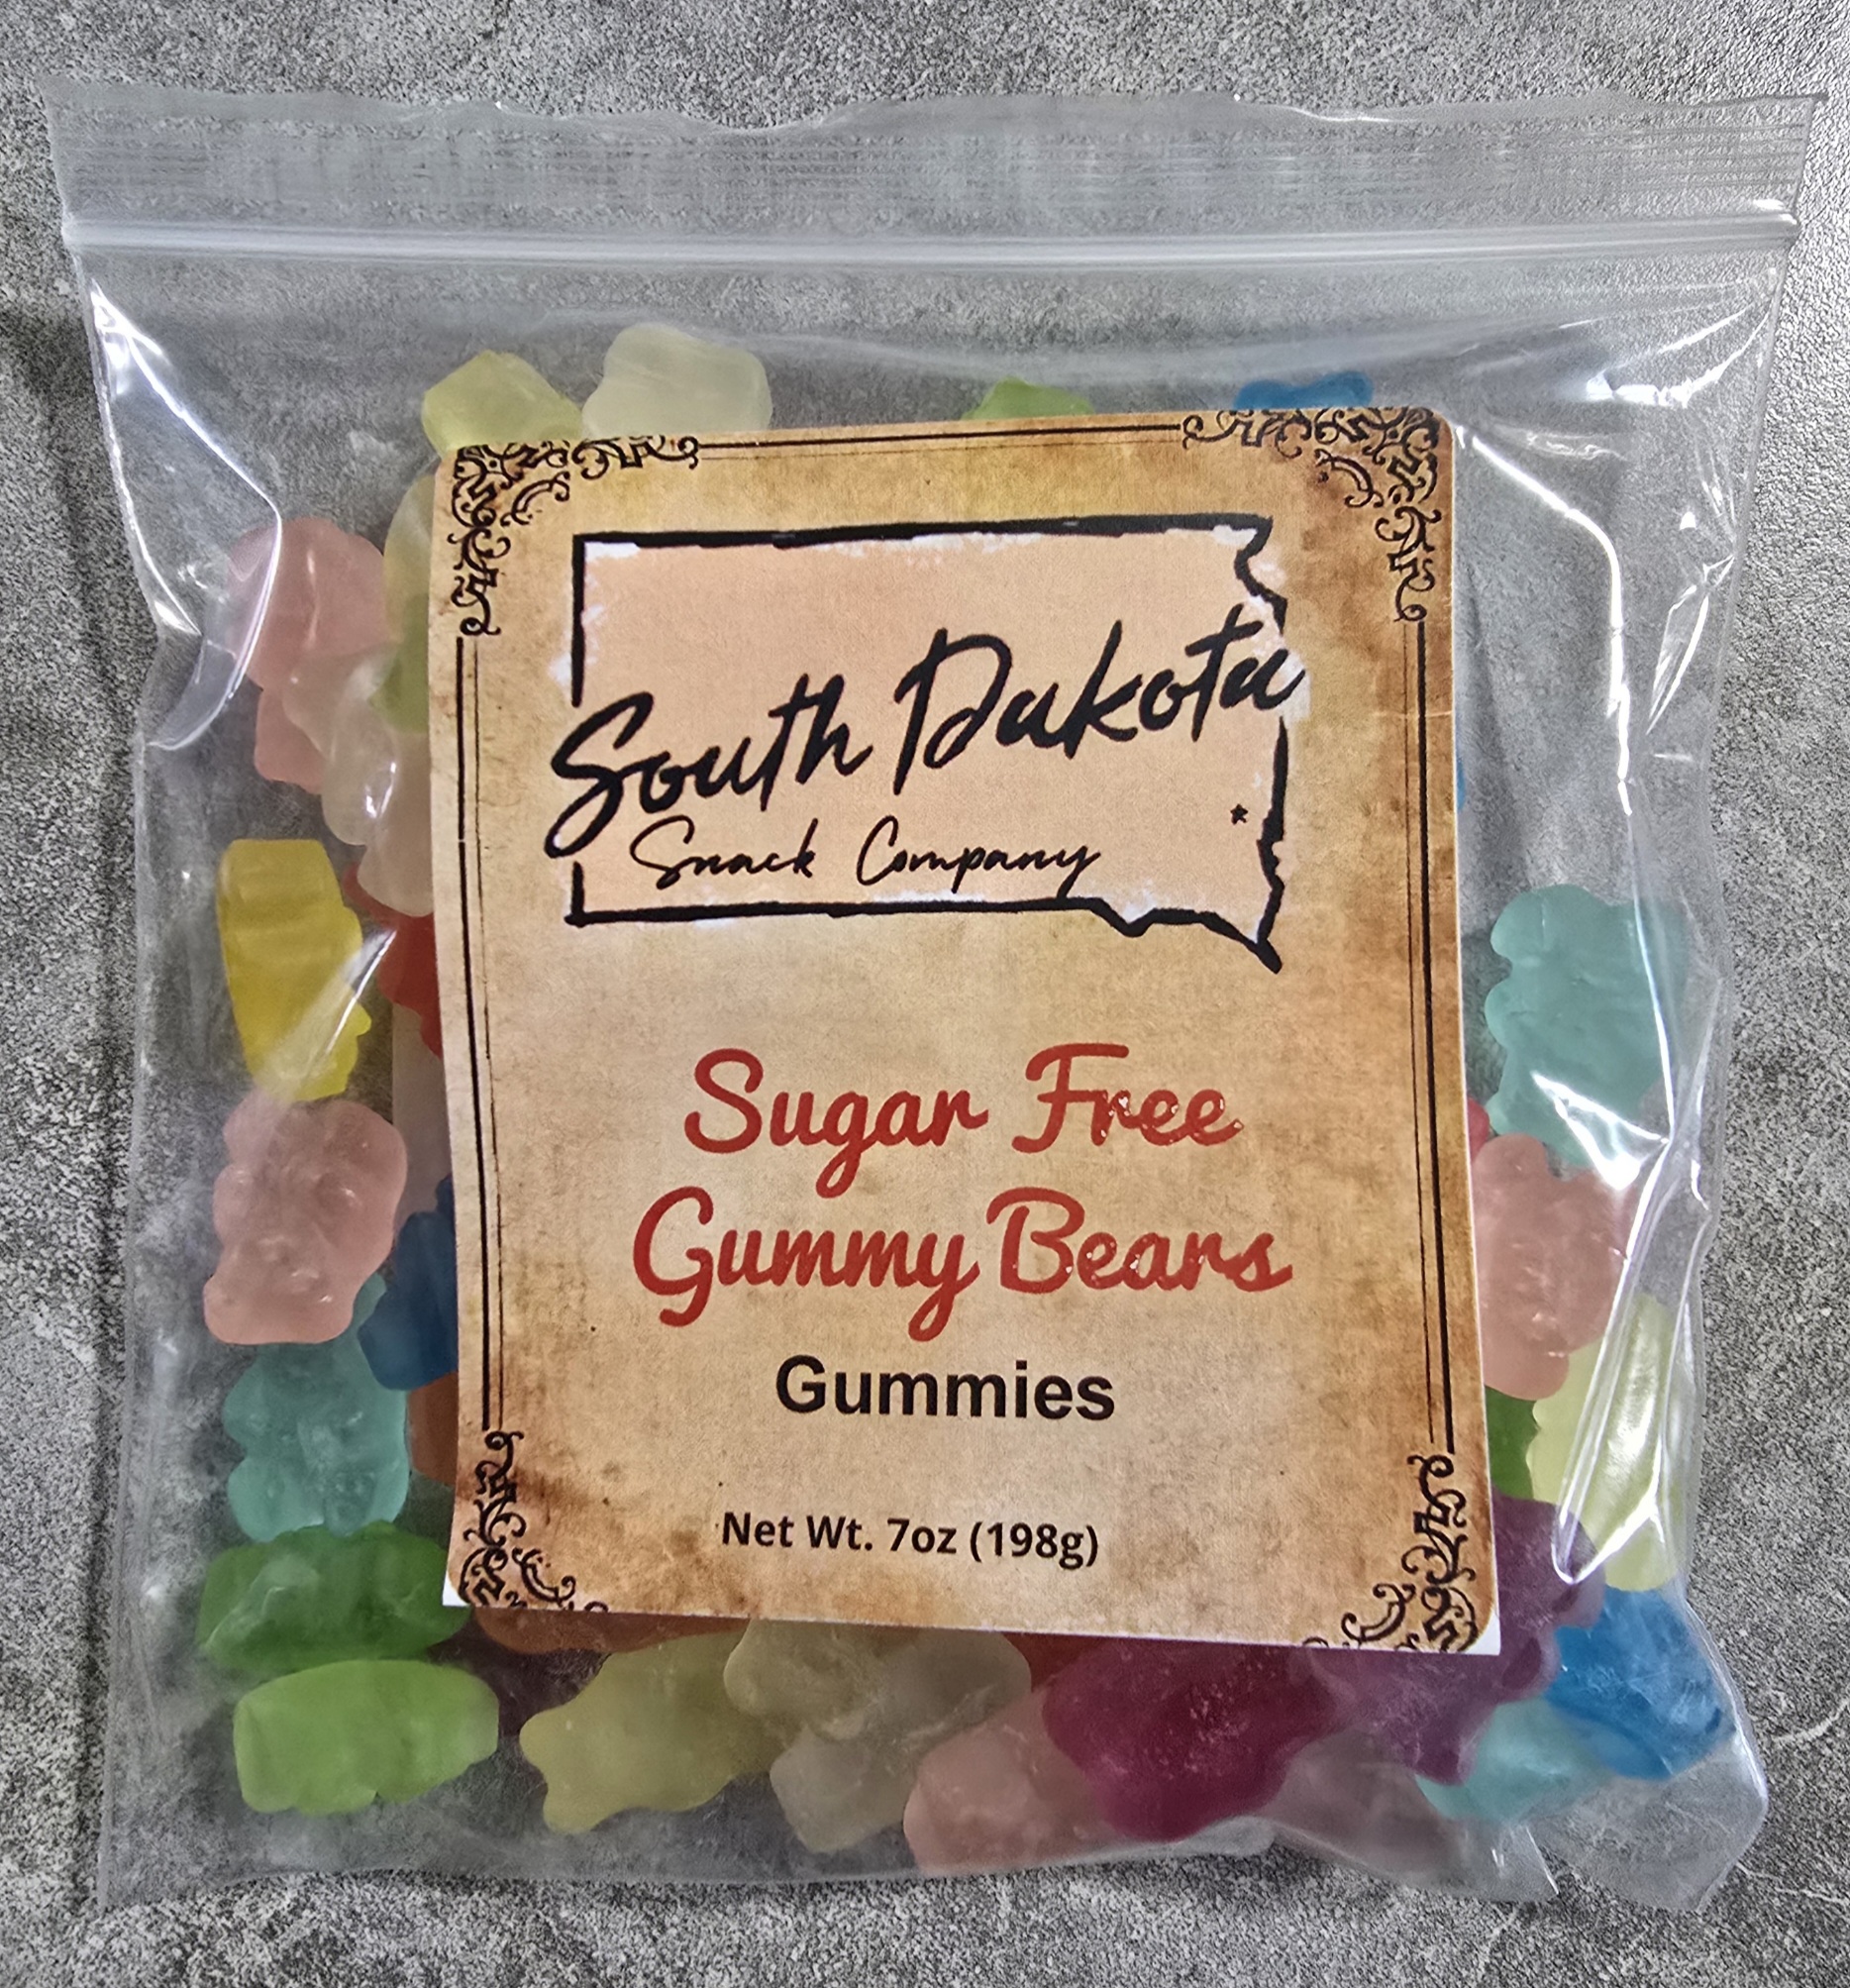 South Dakota
Snack Company
Sugar Free
Gummy Bears
Gummies
Net Wt. 7oz (198g)